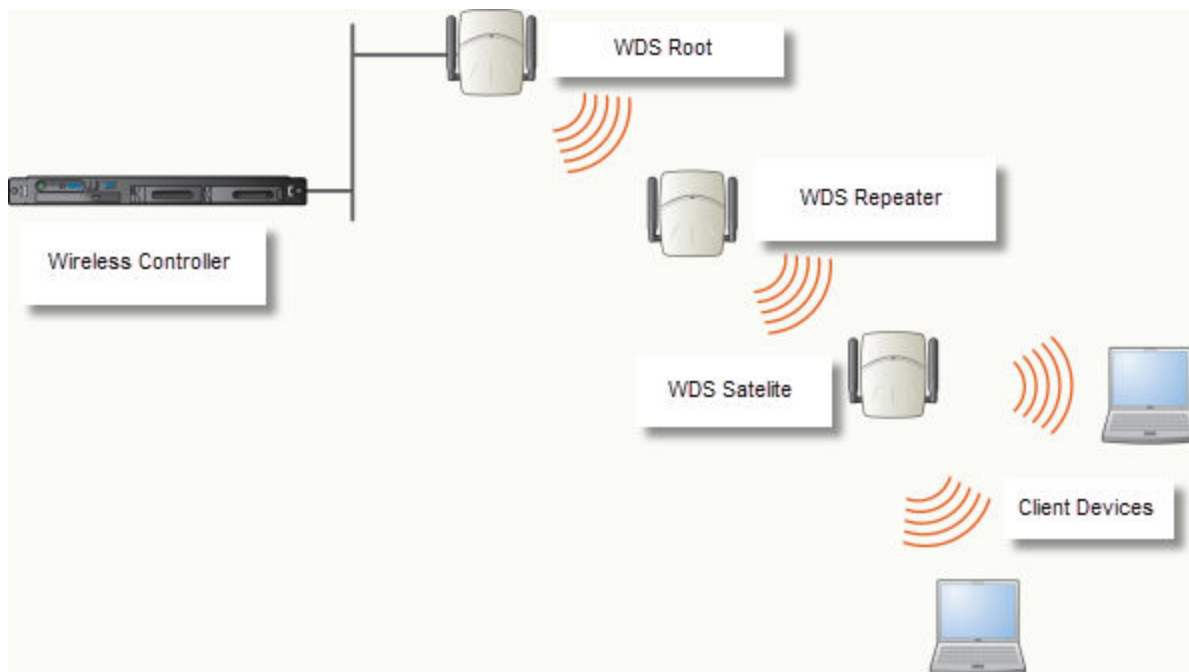 WDS Root
WDS Repeater
Wireless Controller
WDS Satelite
Client Devices